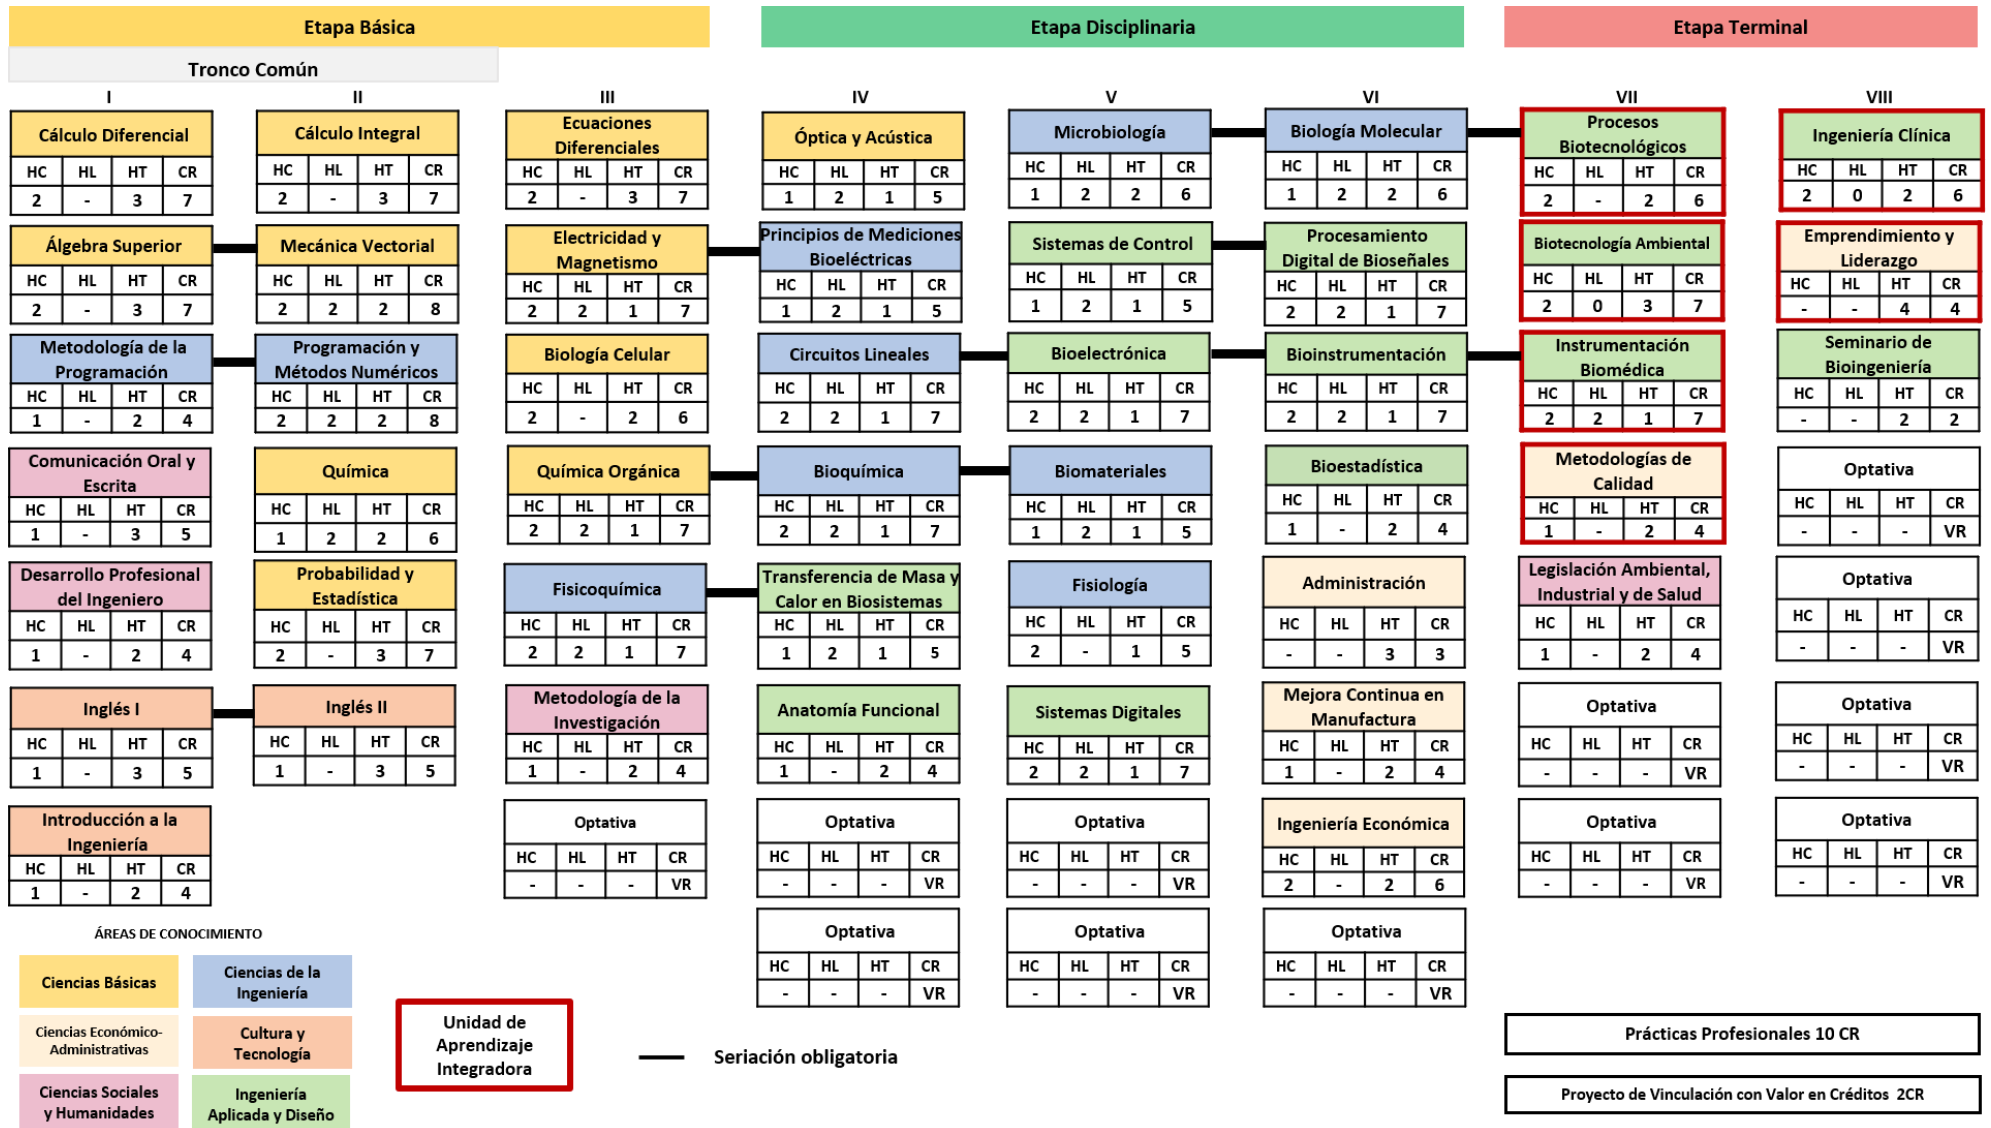 Etapa Básica
Etapa Disciplinaria
Etapa Terminal
Tronco Común
I
Cálculo Diferencial
HC HL HT CR
2 - 3 7
Álgebra Superior
HC HL HT CR
2 - 3 7
Metodología de la
Programación
HC HL HT CR
1 - 2 4
Comunicación Oral y
Escrita
HC HL HT CR
1 - 3 5
Desarrollo Profesional
del Ingeniero
HC HL HT CR
1 - 2 4
Inglés I
HC HL HT CR
1 - 3 5
Introducción a la
Ingeniería
HC HL HT CR
1 - 2 4
II
Cálculo Integral
HC HL HT CR
2 - 3 7
Mecánica Vectorial
HC HL HT CR
2 2 2 8
Programación y
Métodos Numéricos
HC HL HT CR
2 2 2 8
Química
HC HL HT CR
1 2 2 6
Probabilidad y
Estadística
HC HL HT CR
2 - 3 7
Inglés II
HC HL HT CR
1 - 3 5
III
Ecuaciones
Diferenciales
HC HL HT CR
2 - 3 7
Electricidad y
Magnetismo
HC HL HT CR
2 2 1 7
Biología Celular
HC HL HT CR
2 - 2 6
Química Orgánica
HC HL HT CR
2 2 1 7
Fisicoquímica
HC HL HT CR
2 2 1 7
Metodología de la
Investigación
HC HL HT CR
1 - 2 4
Optativa
HC HL HT CR
- - - VR
IV
Óptica y Acústica
HC HL HT CR
1 2 1 5
Principios de Mediciones
Bioeléctricas
HC HL HT CR
1 2 1 5
Circuitos Lineales
HC HL HT CR
2 2 1 7
Bioquímica
HC HL HT CR
2 2 1 7
Transferencia de Masa y
Calor en Biosistemas
HC HL HT CR
1 2 1 5
Anatomía Funcional
HC HL HT CR
1 - 2 4
Optativa
HC HL HT CR
- - - VR
Optativa
HC HL HT CR
- - - VR
V
Microbiología
HC HL HT CR
1 2 2 6
Sistemas de Control
HC HL HT CR
1 2 1 5
Bioelectrónica
HC HL HT CR
2 2 1 7
Biomateriales
HC HL HT CR
1 2 1 5
Fisiología
HC HL HT CR
2 - 1 5
Sistemas Digitales
HC HL HT CR
2 2 1 7
Optativa
HC HL HT CR
- - - VR
Optativa
HC HL HT CR
- - - VR
VI
Biología Molecular
HC HL HT CR
1 2 2 6
Procesamiento
Digital de Bioseñales
HC HL HT CR
2 2 1 7
Bioinstrumentación
HC HL HT CR
2 2 1 7
Bioestadística
HC HL HT CR
1 - 2 4
Administración
HC HL HT CR
- - 3 3
Mejora Continua en
Manufactura
HC HL HT CR
1 - 2 4
Ingeniería Económica
HC HL HT CR
2 - 2 6
Optativa
HC HL HT CR
- - - VR
VII
Procesos
Biotecnológicos
HC HL HT CR
2 - 2 6
Biotecnología Ambiental
HC HL HT CR
2 0 3 7
Instrumentación
Biomédica
HC HL HT CR
2 2 1 7
Metodologías de
Calidad
HC HL HT CR
1 - 2 4
Legislación Ambiental,
Industrial y de Salud
HC HL HT CR
1 - 2 4
Optativa
HC HL HT CR
- - - VR
Optativa
HC HL HT CR
- - - VR
VIII
Ingeniería Clínica
HC HL HT CR
2 0 2 6
Emprendimiento y
Liderazgo
HC HL HT CR
- - 4 4
Seminario de
Bioingeniería
HC HL HT CR
- - 2 2
Optativa
HC HL HT CR
- - - VR
Optativa
HC HL HT CR
- - - VR
Optativa
HC HL HT CR
- - - VR
Optativa
HC HL HT CR
- - - VR
ÁREAS DE CONOCIMIENTO
Ciencias Básicas
Ciencias de la
Ingeniería
Ciencias Económico-
Administrativas
Cultura y
Tecnología
Ciencias Sociales
y Humanidades
Ingeniería
Aplicada y Diseño
Unidad de
Aprendizaje
Integradora
Seriación obligatoria
Prácticas Profesionales 10 CR
Proyecto de Vinculación con Valor en Créditos 2CR